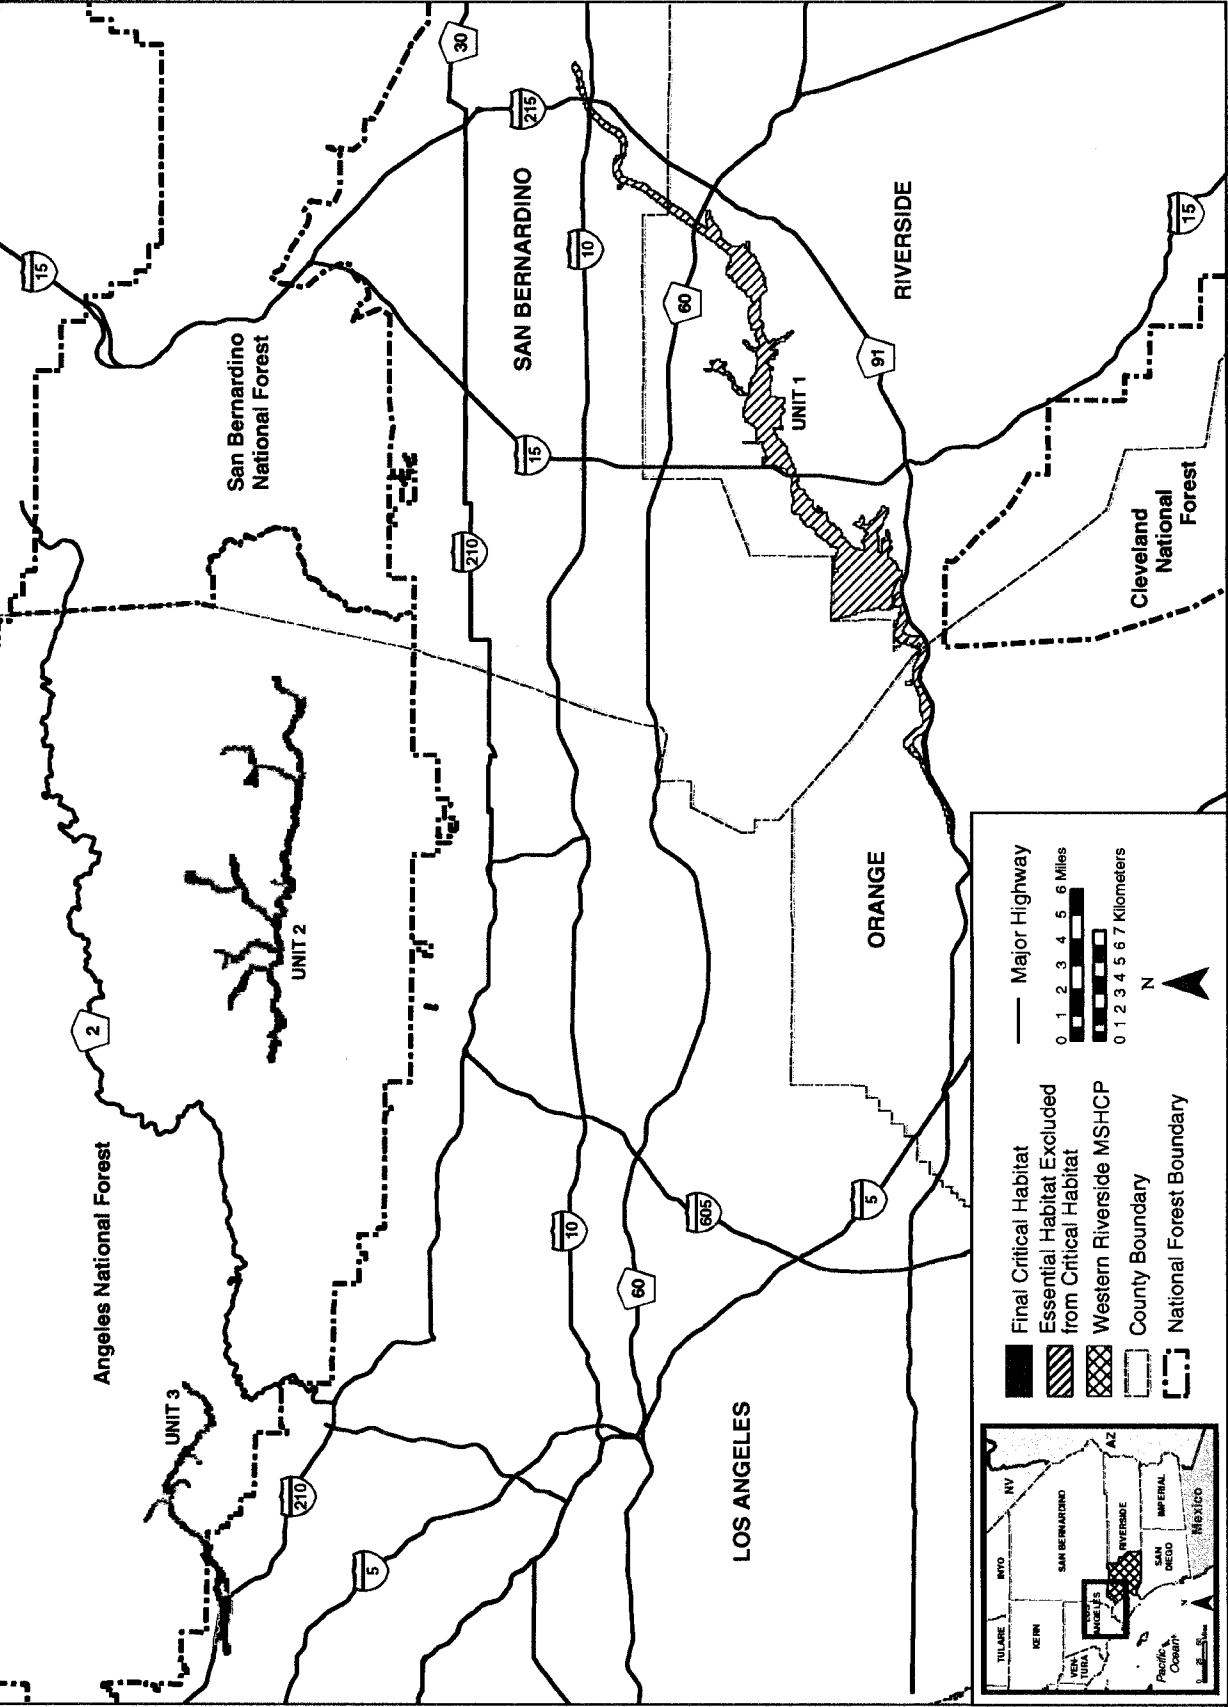 Angeles National Forest
San Bernardino
National Forest
Cleveland
National
Forest
UNIT 3
UNIT 2
UNIT 1
LOS ANGELES
ORANGE
SAN BERNARDINO
RIVERSIDE
2
210
5
10
60
605
5
210
15
15
10
60
91
215
30
15
Final Critical Habitat
Essential Habitat Excluded
from Critical Habitat
Western Riverside MSHCP
County Boundary
National Forest Boundary
Major Highway
0 1 2 3 4 5 6 Miles
0 1 2 3 4 5 6 7 Kilometers
N
TULARE
INYO
NV
KERN
SAN BERNARDINO
VEN-
TURA
ANGELES
RIVERSIDE
AZ
SAN
DIEGO
IMPERIAL
Pacific
Ocean
Mexico
N